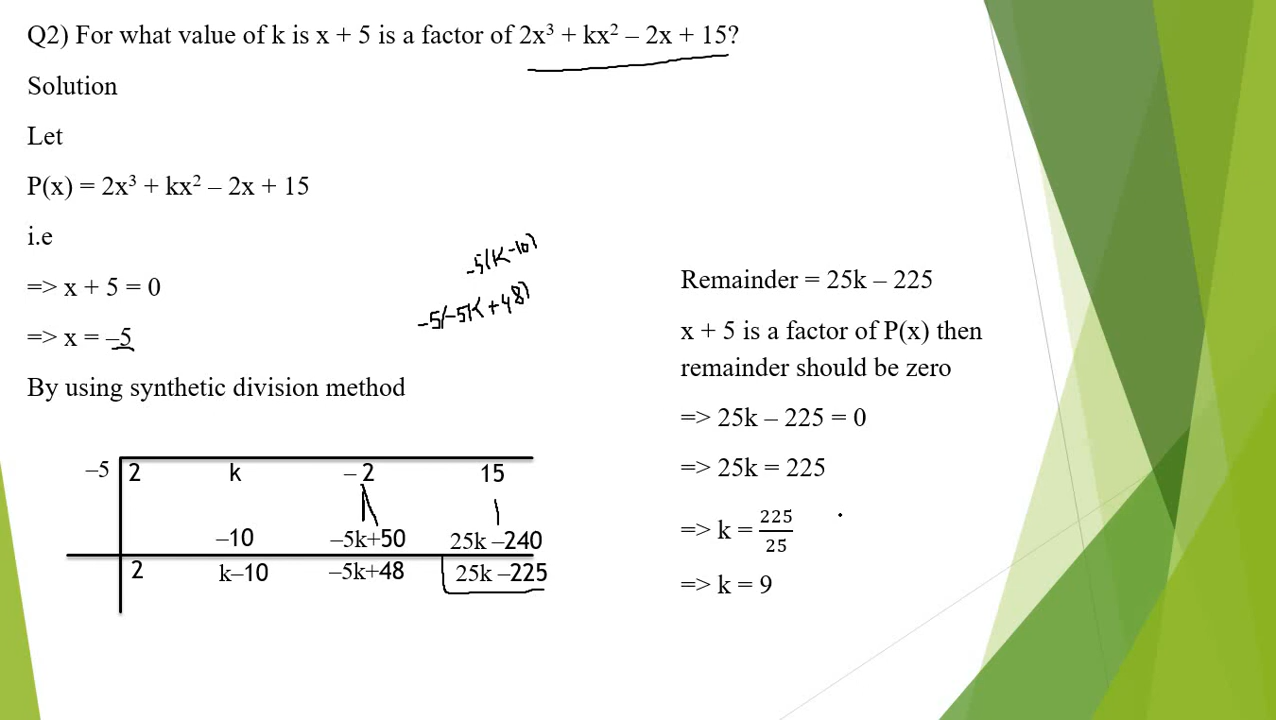 Q2) For what value of k is x + 5 is a factor of 2x³ + kx² – 2x + 15?
Solution
Let
P(x) = 2x³ + kx² – 2x + 15
i.e
=> x + 5 = 0
=> x = –5
By using synthetic division method
-5(K-10)
-5(-5K+48)
–5 2 k – 2 15
–10 –5k+50 25k –240
2 k–10 –5k+48 25k –225
Remainder = 25k – 225
x + 5 is a factor of P(x) then
remainder should be zero
=> 25k – 225 = 0
=> 25k = 225
=> k = 225/25
=> k = 9